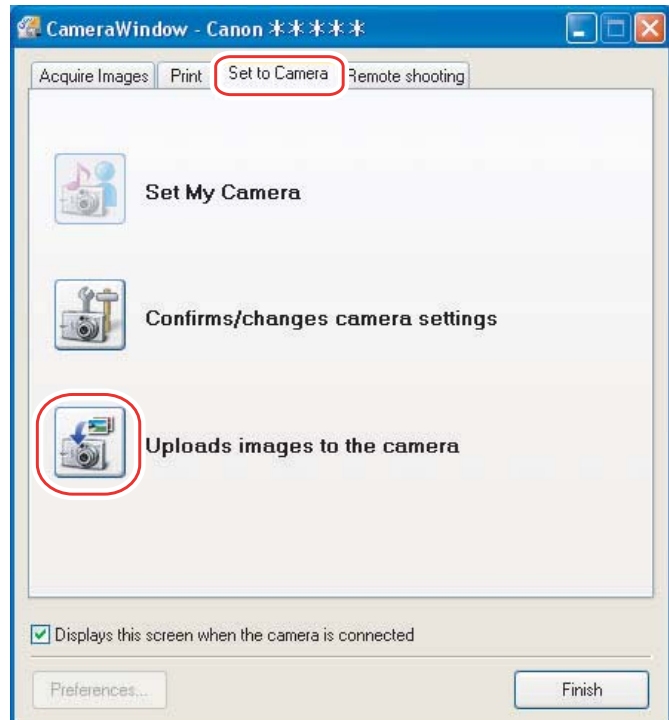 CameraWindow - Canon *****
Acquire Images Print Set to Camera Remote shooting
Set My Camera
Confirms/changes camera settings
Uploads images to the camera
Displays this screen when the camera is connected
Preferences... Finish